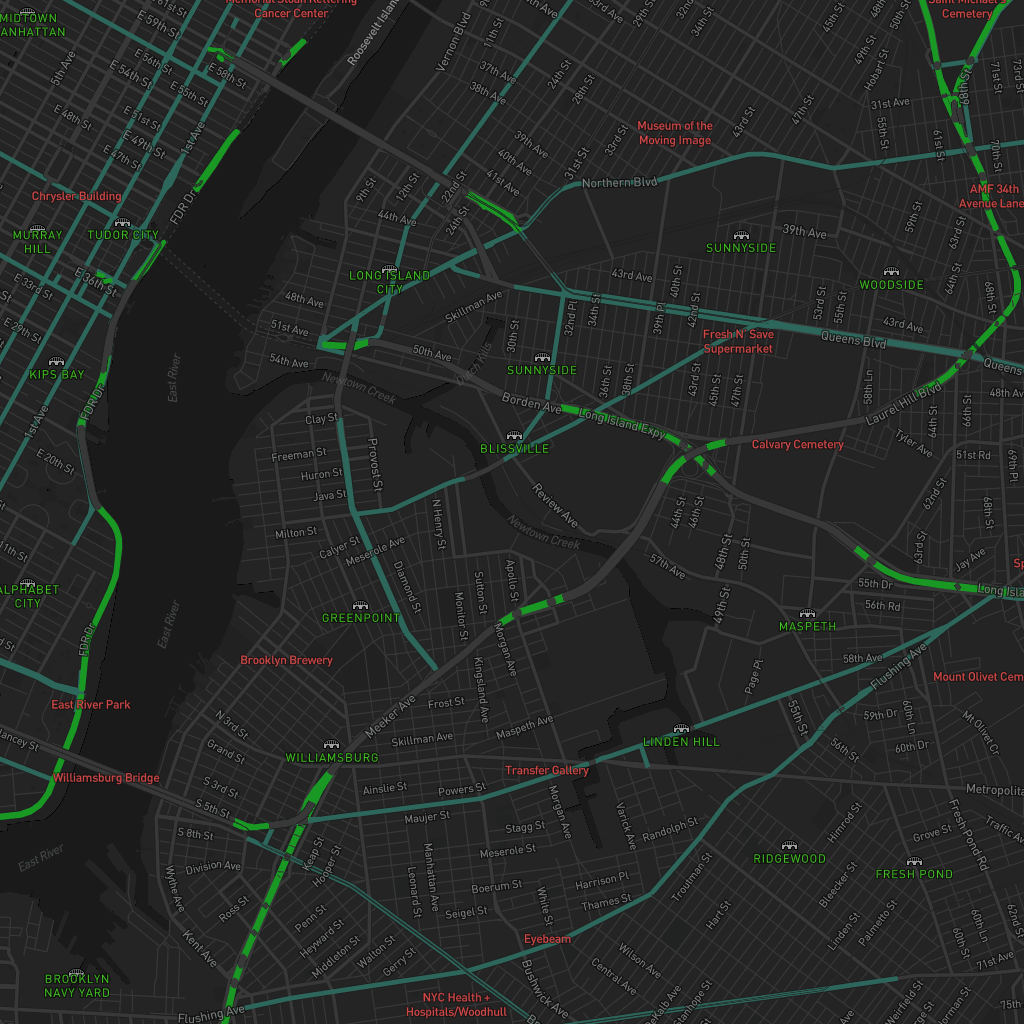 Memorial Sloan Kettering
Cancer Center
MIDTOWN
MANHATTAN
5th Ave
E 56th St
E 54th St
E 58th St
E 55th St
E 51st St
E 49th St
E 48th St
E 47th St
1st Ave
Roosevelt Island
Vernon Blvd
11th St
33rd St
29th St
32nd St
34th St
45th St
48th St
50th St
Saint Michael's
Cemetery
49th St
Hobart St
37th Ave
38th Ave
24th St
28th St
43rd St
47th St
31st Ave
55th St
61st St
68th St
71st St
73rd St
70th St
Museum of the
Moving Image
39th Ave
40th Ave
41st Ave
31st St
33rd St
Northern Blvd
AMF 34th
Avenue Lane
Chrysler Building
FDR Dr
9th St
12th St
22nd St
24th St
44th Ave
MURRAY
HILL
TUDOR CITY
SUNNYSIDE
39th Ave
59th St
63rd St
64th St
68th St
WOODSIDE
E 36th St
E 33rd St
E 29th St
LONG ISLAND
CITY
43rd Ave
40th St
39th Pl
42nd St
48th Ave
51st Ave
54th Ave
Skillman Ave
50th Ave
30th St
32nd Pl
34th St
53rd St
55th St
43rd Ave
Queens Blvd
Queens
Fresh N' Save
Supermarket
KIPS BAY
East River
Newtown Creek
Dutch Kills
SUNNYSIDE
36th St
38th St
43rd St
45th St
47th St
58th Ln
48th Ave
FDR Dr
1st Ave
E 20th St
Borden Ave
Long Island Expy
Laurel Hill Blvd
64th St
66th St
Clay St
Freeman St
Huron St
Java St
Provost St
BLISSVILLE
Calvary Cemetery
Tyler Ave
51st Rd
69th Pl
Review Ave
44th St
46th St
62nd St
68th St
Milton St
Calyer St
Meserole Ave
N Henry St
Newtown Creek
48th St
50th St
57th Ave
63rd St
Jay Ave
11th St
ALPHABET
CITY
East River
Diamond St
Monitor St
Sutton St
Apollo St
49th St
55th Dr
56th Rd
GREENPOINT
MASPETH
FDR Dr
Brooklyn Brewery
Morgan Ave
Kingsland Ave
Page Pl
58th Ave
Flushing Ave
Mount Olivet Cem
East River Park
N 3rd St
Grand St
Meeker Ave
Frost St
Skillman Ave
Maspeth Ave
55th St
59th Dr
60th Ln
60th Dr
56th St
Mt Olivet Cr
LINDEN HILL
WILLIAMSBURG
Williamsburg Bridge
S 3rd St
S 5th St
Transfer Gallery
Ainslie St
Powers St
Metropolita
Maujer St
Morgan Ave
Varick Ave
Stagg St
Randolph St
S 8th St
Keap St
Hooper St
Himrod St
Grove St
Fresh Pond Rd
Traffic Av
East River
Division Ave
Wythe Ave
Manhattan Ave
Leonard St
Meserole St
RIDGEWOOD
FRESH POND
Boerum St
Harrison Pl
Troutman St
Bleecker St
Ross St
Penn St
Seigel St
White St
Thames St
Hart St
Linden St
Palmetto St
60th Ln
62nd St
60th St
Kent Ave
Heyward St
Middleton St
Walton St
Gerry St
Eyebeam
Wilson Ave
Central Ave
71st Ave
BROOKLYN
NAVY YARD
NYC Health +
Hospitals/Woodhull
Bushwick Ave
DeKalb Ave
Stanhope St
Weirfield St
Norman St
75th
Flushing Ave